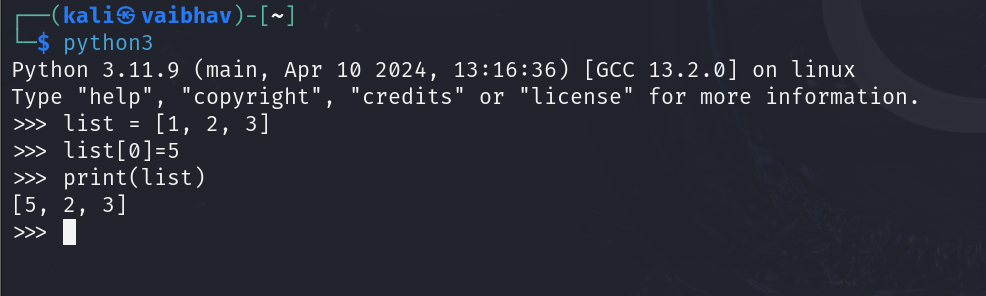 ┌──(kali㉿vaibhav)-[~]
└─$ python3
Python 3.11.9 (main, Apr 10 2024, 13:16:36) [GCC 13.2.0] on linux
Type "help", "copyright", "credits" or "license" for more information.
>>> list = [1, 2, 3]
>>> list[0]=5
>>> print(list)
[5, 2, 3]
>>>